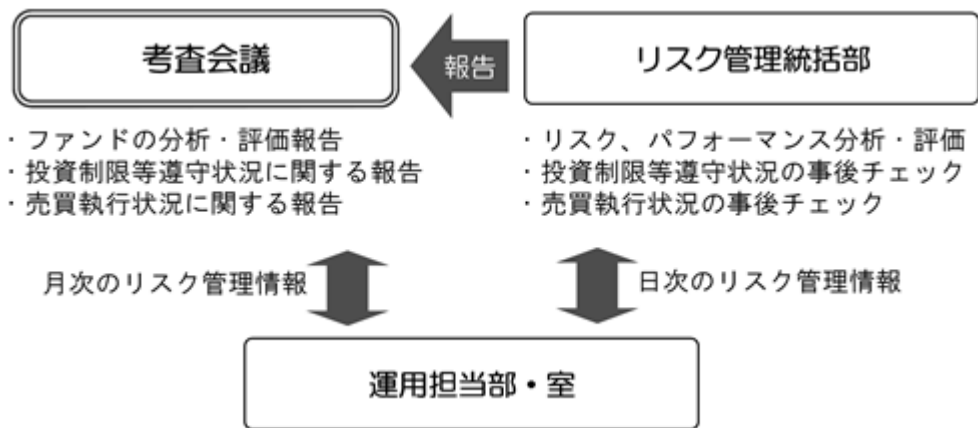 考査会議
報告
リスク管理統括部
・ファンドの分析・評価報告
・投資制限等遵守状況に関する報告
・売買執行状況に関する報告
・リスク、パフォーマンス分析・評価
・投資制限等遵守状況の事後チェック
・売買執行状況の事後チェック
月次のリスク管理情報
日次のリスク管理情報
運用担当部・室